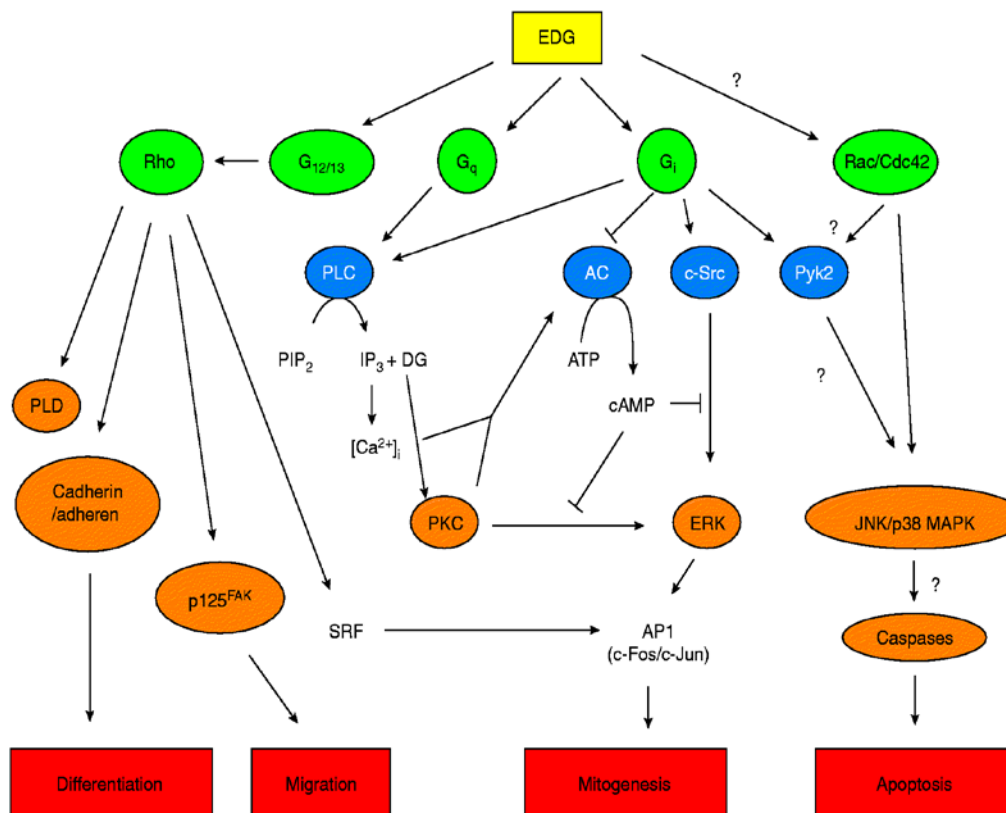 EDG
?
Rho
G12/13
Gq
Gi
Rac/Cdc42
?
PLC
AC
c-Src
Pyk2
PIP2
IP3 + DG
ATP
?
PLD
cAMP
[Ca2+]i
Cadherin
/adheren
PKC
ERK
JNK/p38 MAPK
?
p125FAK
SRF
AP1
(c-Fos/c-Jun)
Caspases
Differentiation
Migration
Mitogenesis
Apoptosis